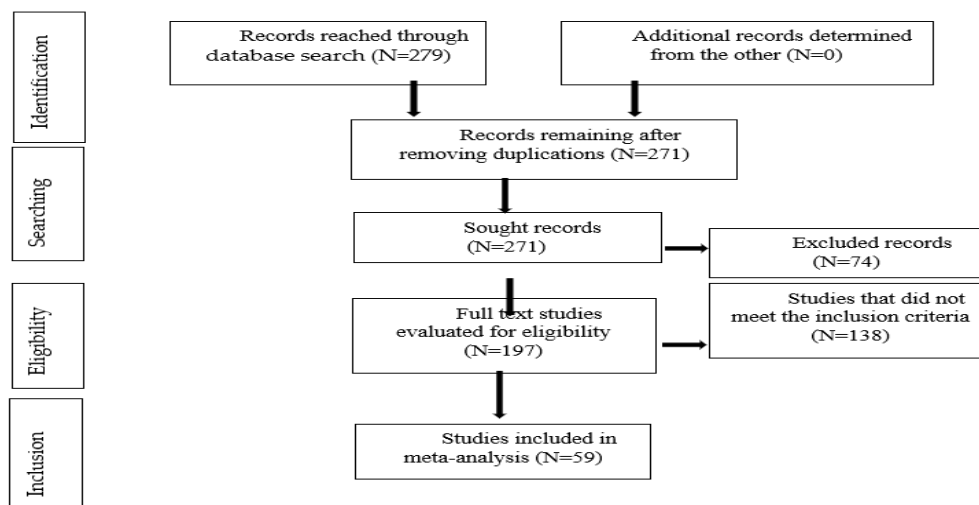 Identification
Records reached through
database search (N=279)
Additional records determined
from the other (N=0)
Records remaining after
removing duplications (N=271)
Searching
Sought records
(N=271)
Excluded records
(N=74)
Eligibility
Full text studies
evaluated for eligibility
(N=197)
Studies that did not
meet the inclusion criteria
(N=138)
Inclusion
Studies included in
meta-analysis (N=59)